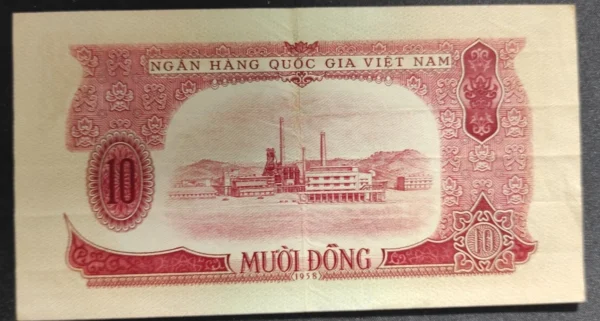 NGÂN HÀNG QUỐC GIA VIỆT NAM
10
MƯỜI ĐỒNG
1958
10